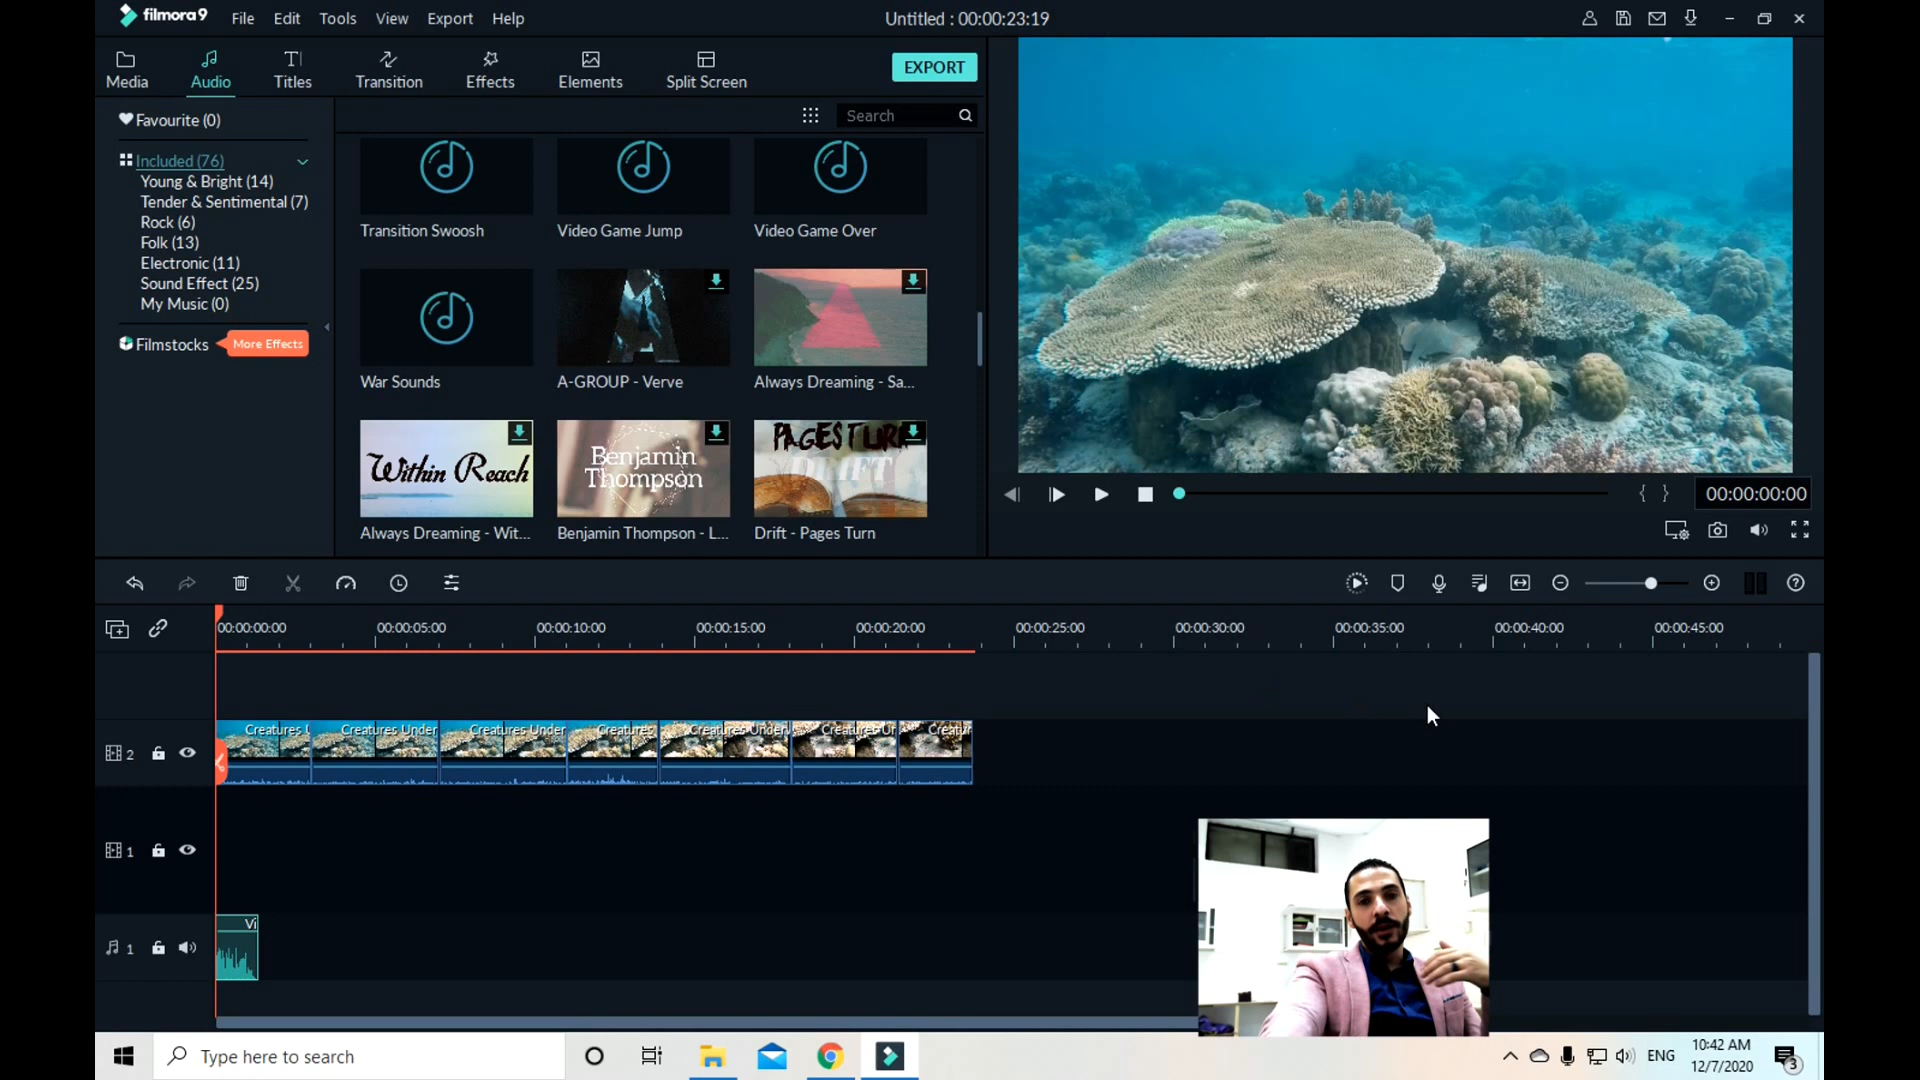 filmora9 File Edit Tools View Export Help Untitled : 00:00:23:19
Media Audio Titles Transition Effects Elements Split Screen EXPORT
Favourite (0)
Search
Included (76)
Young & Bright (14)
Tender & Sentimental (7)
Rock (6)
Folk (13)
Electronic (11)
Sound Effect (25)
My Music (0)
Filmstocks More Effects
Transition Swoosh Video Game Jump Video Game Over
War Sounds A-GROUP - Verve Always Dreaming - Sa...
Within Reach
Benjamin
Thompson
PAGES TURN
DRIFT
Always Dreaming - Wit... Benjamin Thompson - L... Drift - Pages Turn
{ } 00:00:00:00
00:00:00:00 00:00:05:00 00:00:10:00 00:00:15:00 00:00:20:00 00:00:25:00 00:00:30:00 00:00:35:00 00:00:40:00 00:00:45:00
Creatures U Creatures Under Creatures Under Creatures Creatures Under Creatures Un Creatur
2
1
Vi
1
Type here to search
ENG
10:42 AM
12/7/2020
3